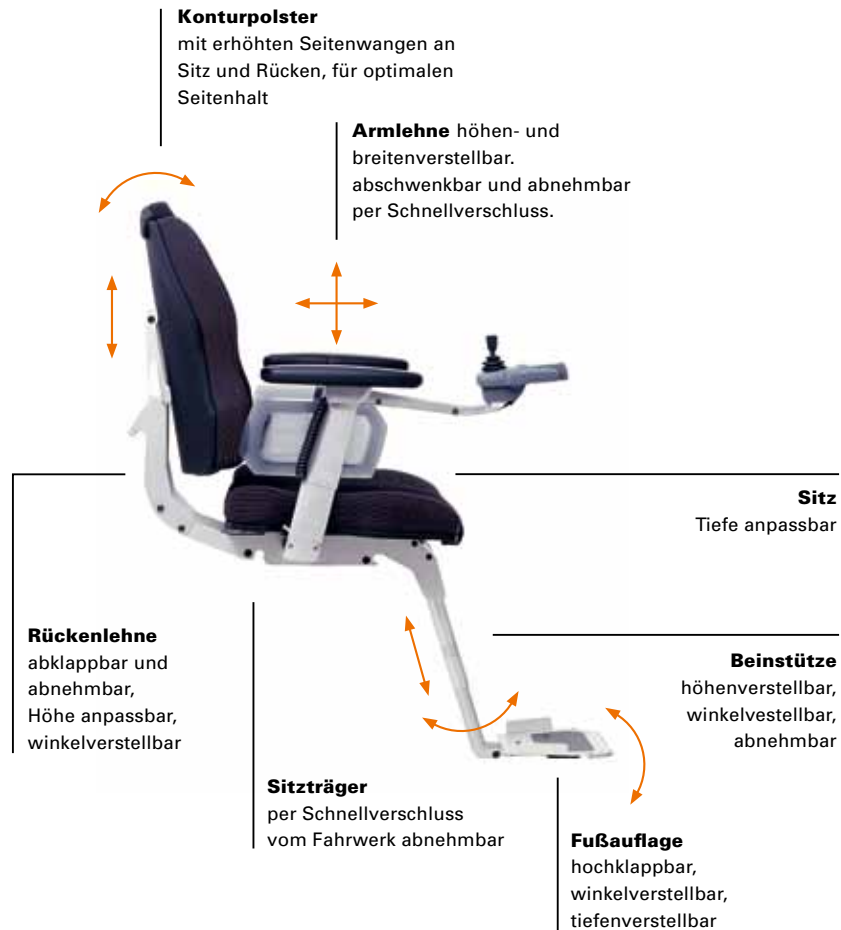 Konturpolster
mit erhöhten Seitenwangen an
Sitz und Rücken, für optimalen
Seitenhalt
Armlehne höhen- und
breitenverstellbar.
abschwenkbar und abnehmbar
per Schnellverschluss.
Sitz
Tiefe anpassbar
Rückenlehne
abklappbar und
abnehmbar,
Höhe anpassbar,
winkelverstellbar
Beinstütze
höhenverstellbar,
winkelvestellbar,
abnehmbar
Sitzträger
per Schnellverschluss
vom Fahrwerk abnehmbar
Fußauflage
hochklappbar,
winkelverstellbar,
tiefenverstellbar